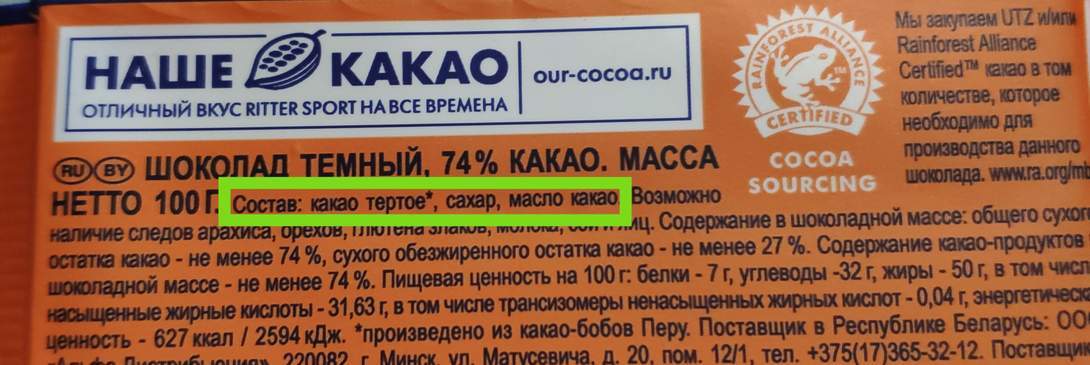 НАШЕ КАКАО
ОТЛИЧНЫЙ ВКУС RITTER SPORT НА ВСЕ ВРЕМЕНА
our-cocoa.ru
RAINFOREST ALLIANCE
CERTIFIED
COCOA
SOURCING
Мы закупаем UTZ и/или
Rainforest Alliance
Certified™ какао в том
количестве, которое
необходимо для
производства данного
шоколада. www.ra.org/mb
RU BY ШОКОЛАД ТЕМНЫЙ, 74% КАКАО. МАССА
НЕТТО 100 Г. Состав: какао тертое*, сахар, масло какао Возможно
наличие следов арахиса, орехов, глютена злаков, молока, сои и яиц. Содержание в шоколадной массе: общего сухого
остатка какао - не менее 74 %, сухого обезжиренного остатка какао - не менее 27 %. Содержание какао-продуктов
шоколадной массе - не менее 74 %. Пищевая ценность на 100 г: белки - 7 г, углеводы -32 г, жиры - 50 г, в том числ
насыщенные жирные кислоты - 31,63 г, в том числе трансизомеры ненасыщенных жирных кислот - 0,04 г, энергетическ
ценность - 627 ккал / 2594 кДж. *произведено из какао-бобов Перу. Поставщик в Республике Беларусь: ОО
220082, г. Минск, ул. Матусевича, д. 20, пом. 12/1, тел. +375(17)365-32-12. Поставщик